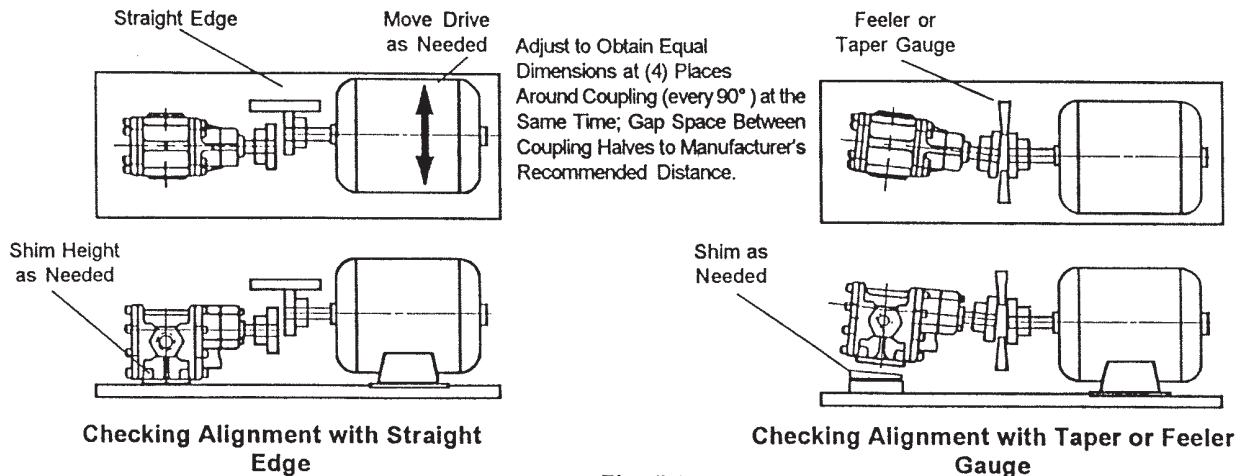 Straight Edge
Move Drive
as Needed
Adjust to Obtain Equal
Dimensions at (4) Places
Around Coupling (every 90° ) at the
Same Time; Gap Space Between
Coupling Halves to Manufacturer's
Recommended Distance.
Feeler or
Taper Gauge
Shim Height
as Needed
Shim as
Needed
Checking Alignment with Straight
Edge
Checking Alignment with Taper or Feeler
Gauge